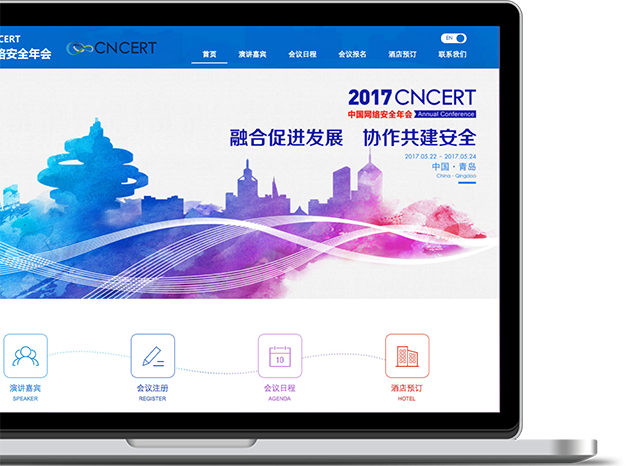 CERT
络安全年会
CNCERT
首页
演讲嘉宾
会议日程
会议报名
酒店预订
联系我们
EN
2017 CNCERT
中国网络安全年会 Annual Conference
融合促进发展 协作共建安全
2017.05.22 - 2017.05.24
中国·青岛
China · Qingdao
19
演讲嘉宾
SPEAKER
会议注册
REGISTER
会议日程
AGENDA
酒店预订
HOTEL